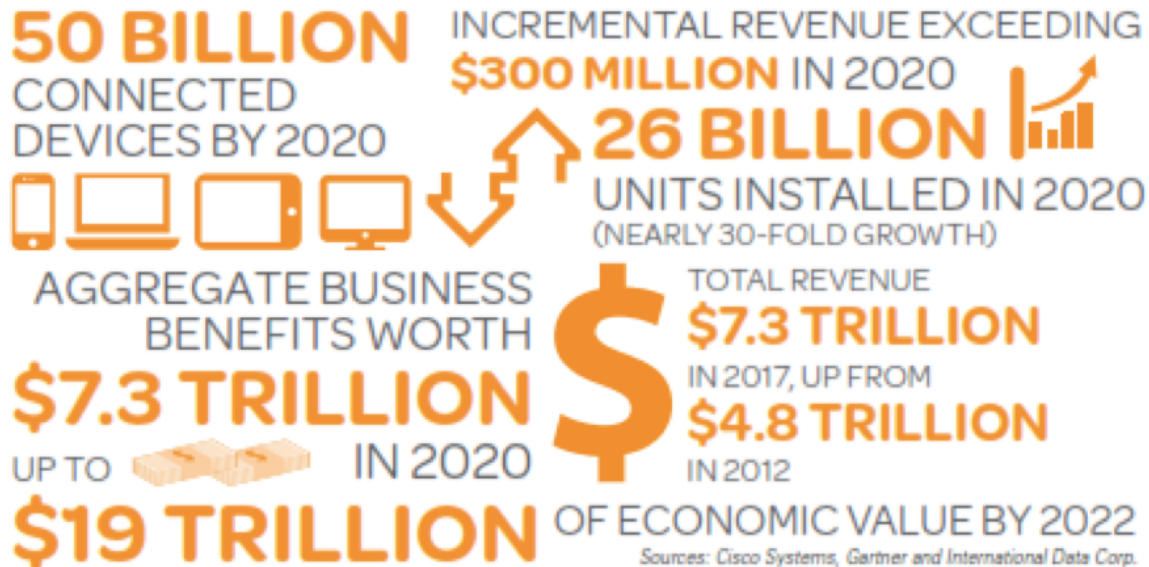 50 BILLION
CONNECTED
DEVICES BY 2020
INCREMENTAL REVENUE EXCEEDING
$300 MILLION IN 2020
26 BILLION
UNITS INSTALLED IN 2020
(NEARLY 30-FOLD GROWTH)
AGGREGATE BUSINESS
BENEFITS WORTH
$7.3 TRILLION
IN 2020
$
TOTAL REVENUE
$7.3 TRILLION
IN 2017, UP FROM
$4.8 TRILLION
IN 2012
UP TO
$19 TRILLION OF ECONOMIC VALUE BY 2022
Sources: Cisco Systems, Gartner and International Data Corp.